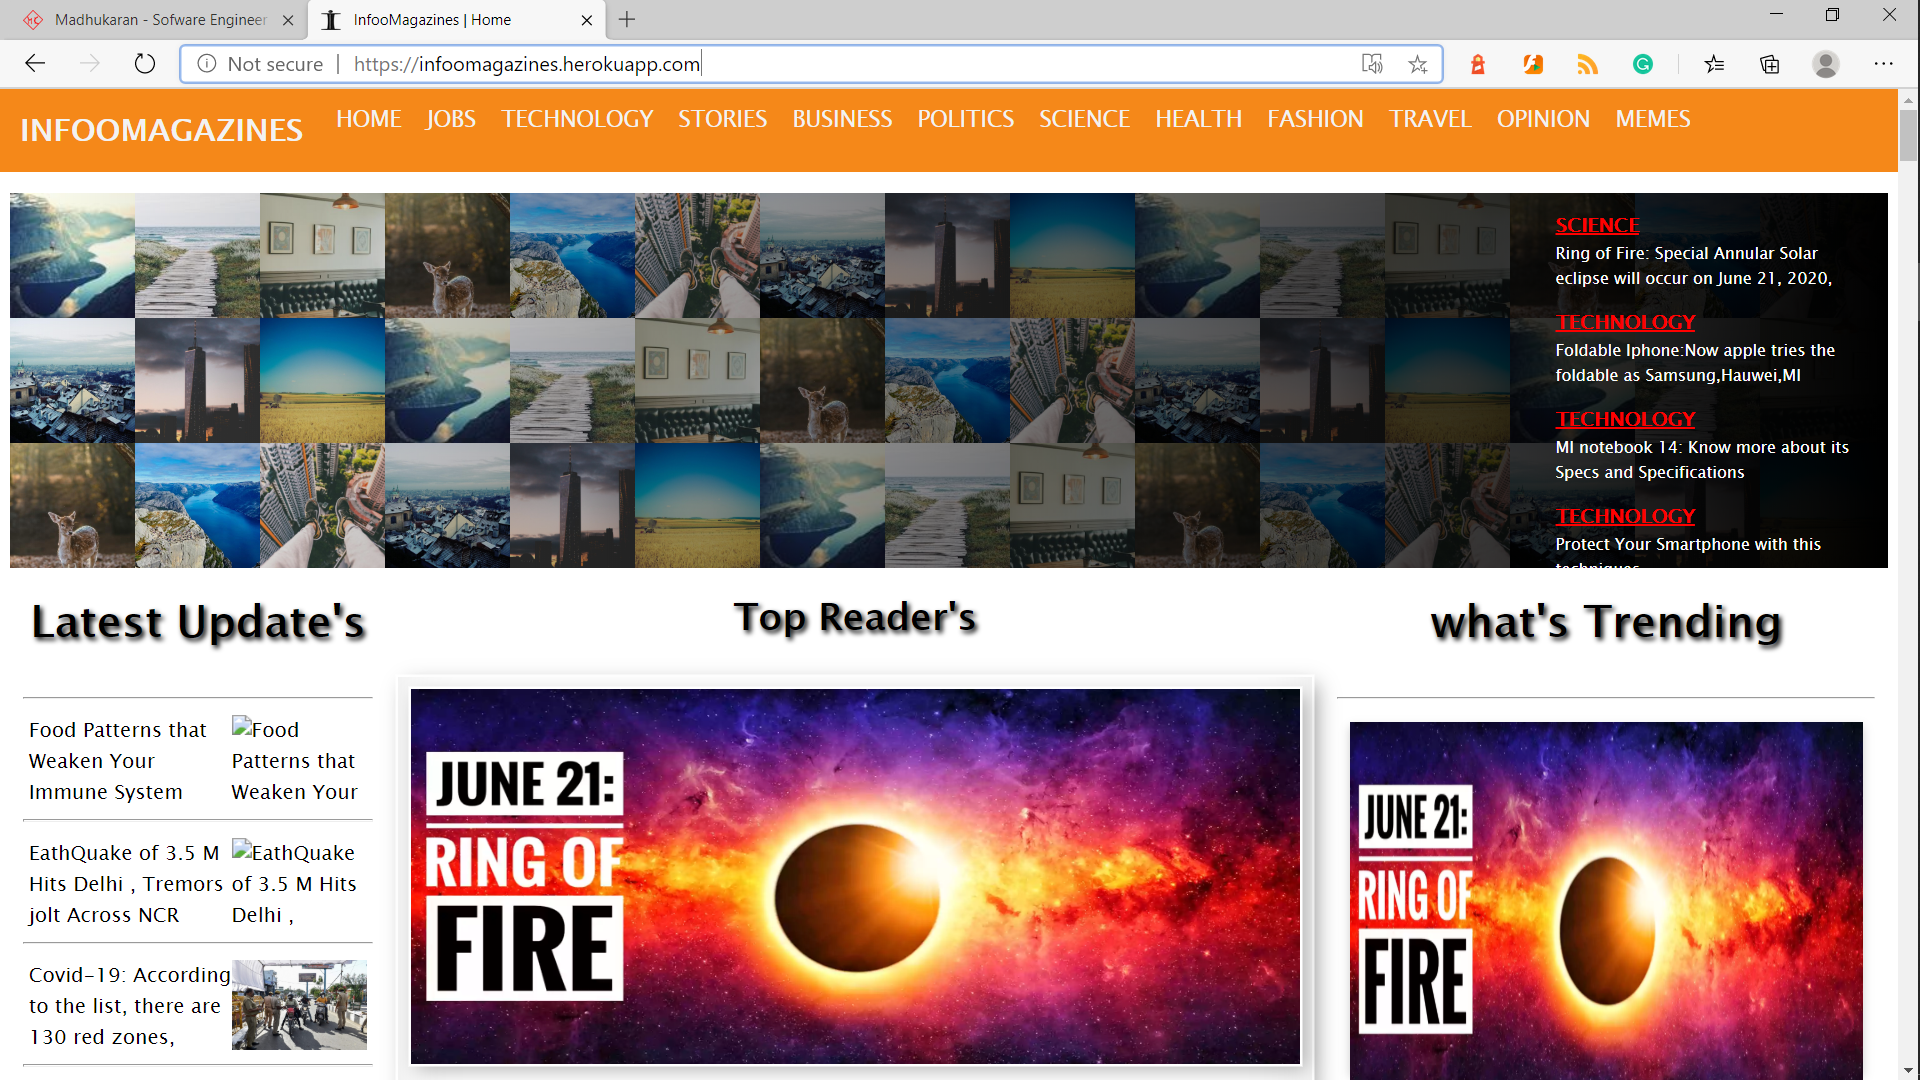 Madhukaran - Sofware Engineer
InfooMagazines | Home
Not secure | https://infoomagazines.herokuapp.com
INFOOMAGAZINES
HOME JOBS TECHNOLOGY STORIES BUSINESS POLITICS SCIENCE HEALTH FASHION TRAVEL OPINION MEMES
SCIENCE
Ring of Fire: Special Annular Solar
eclipse will occur on June 21, 2020,
TECHNOLOGY
Foldable Iphone:Now apple tries the
foldable as Samsung,Hauwei,MI
TECHNOLOGY
MI notebook 14: Know more about its
Specs and Specifications
TECHNOLOGY
Protect Your Smartphone with this
techniques
Latest Update's
Food Patterns that
Weaken Your
Immune System
Food
Patterns that
Weaken Your
EathQuake of 3.5 M
Hits Delhi , Tremors
jolt Across NCR
EathQuake
of 3.5 M Hits
Delhi ,
Covid-19: According
to the list, there are
130 red zones,
Top Reader's
JUNE 21:
RING OF
FIRE
what's Trending
JUNE 21:
RING OF
FIRE